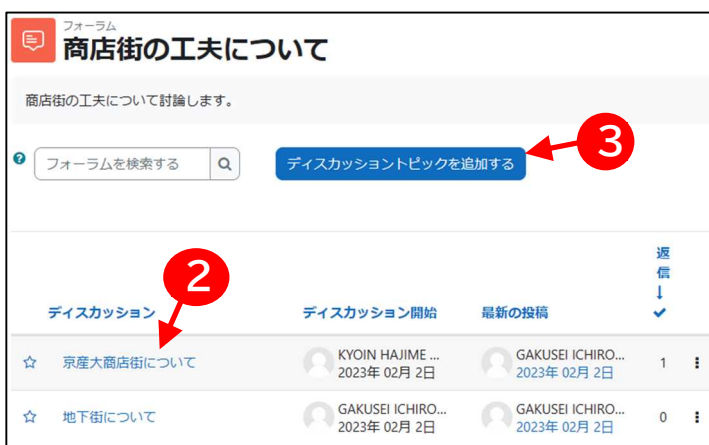 フォーラム
商店街の工夫について
商店街の工夫について討論します。
? フォーラムを検索する ディスカッショントピックを追加する 3
2
返信↓
ディスカッション ディスカッション開始 最新の投稿
京産大商店街について KYOIN HAJIME ... GAKUSEI ICHIRO... 1
2023年 02月 2日 2023年 02月 2日
地下街について GAKUSEI ICHIRO... GAKUSEI ICHIRO... 0
2023年 02月 2日 2023年 02月 2日